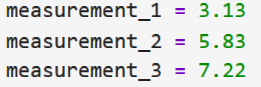 measurement_1 = 3.13
measurement_2 = 5.83
measurement_3 = 7.22